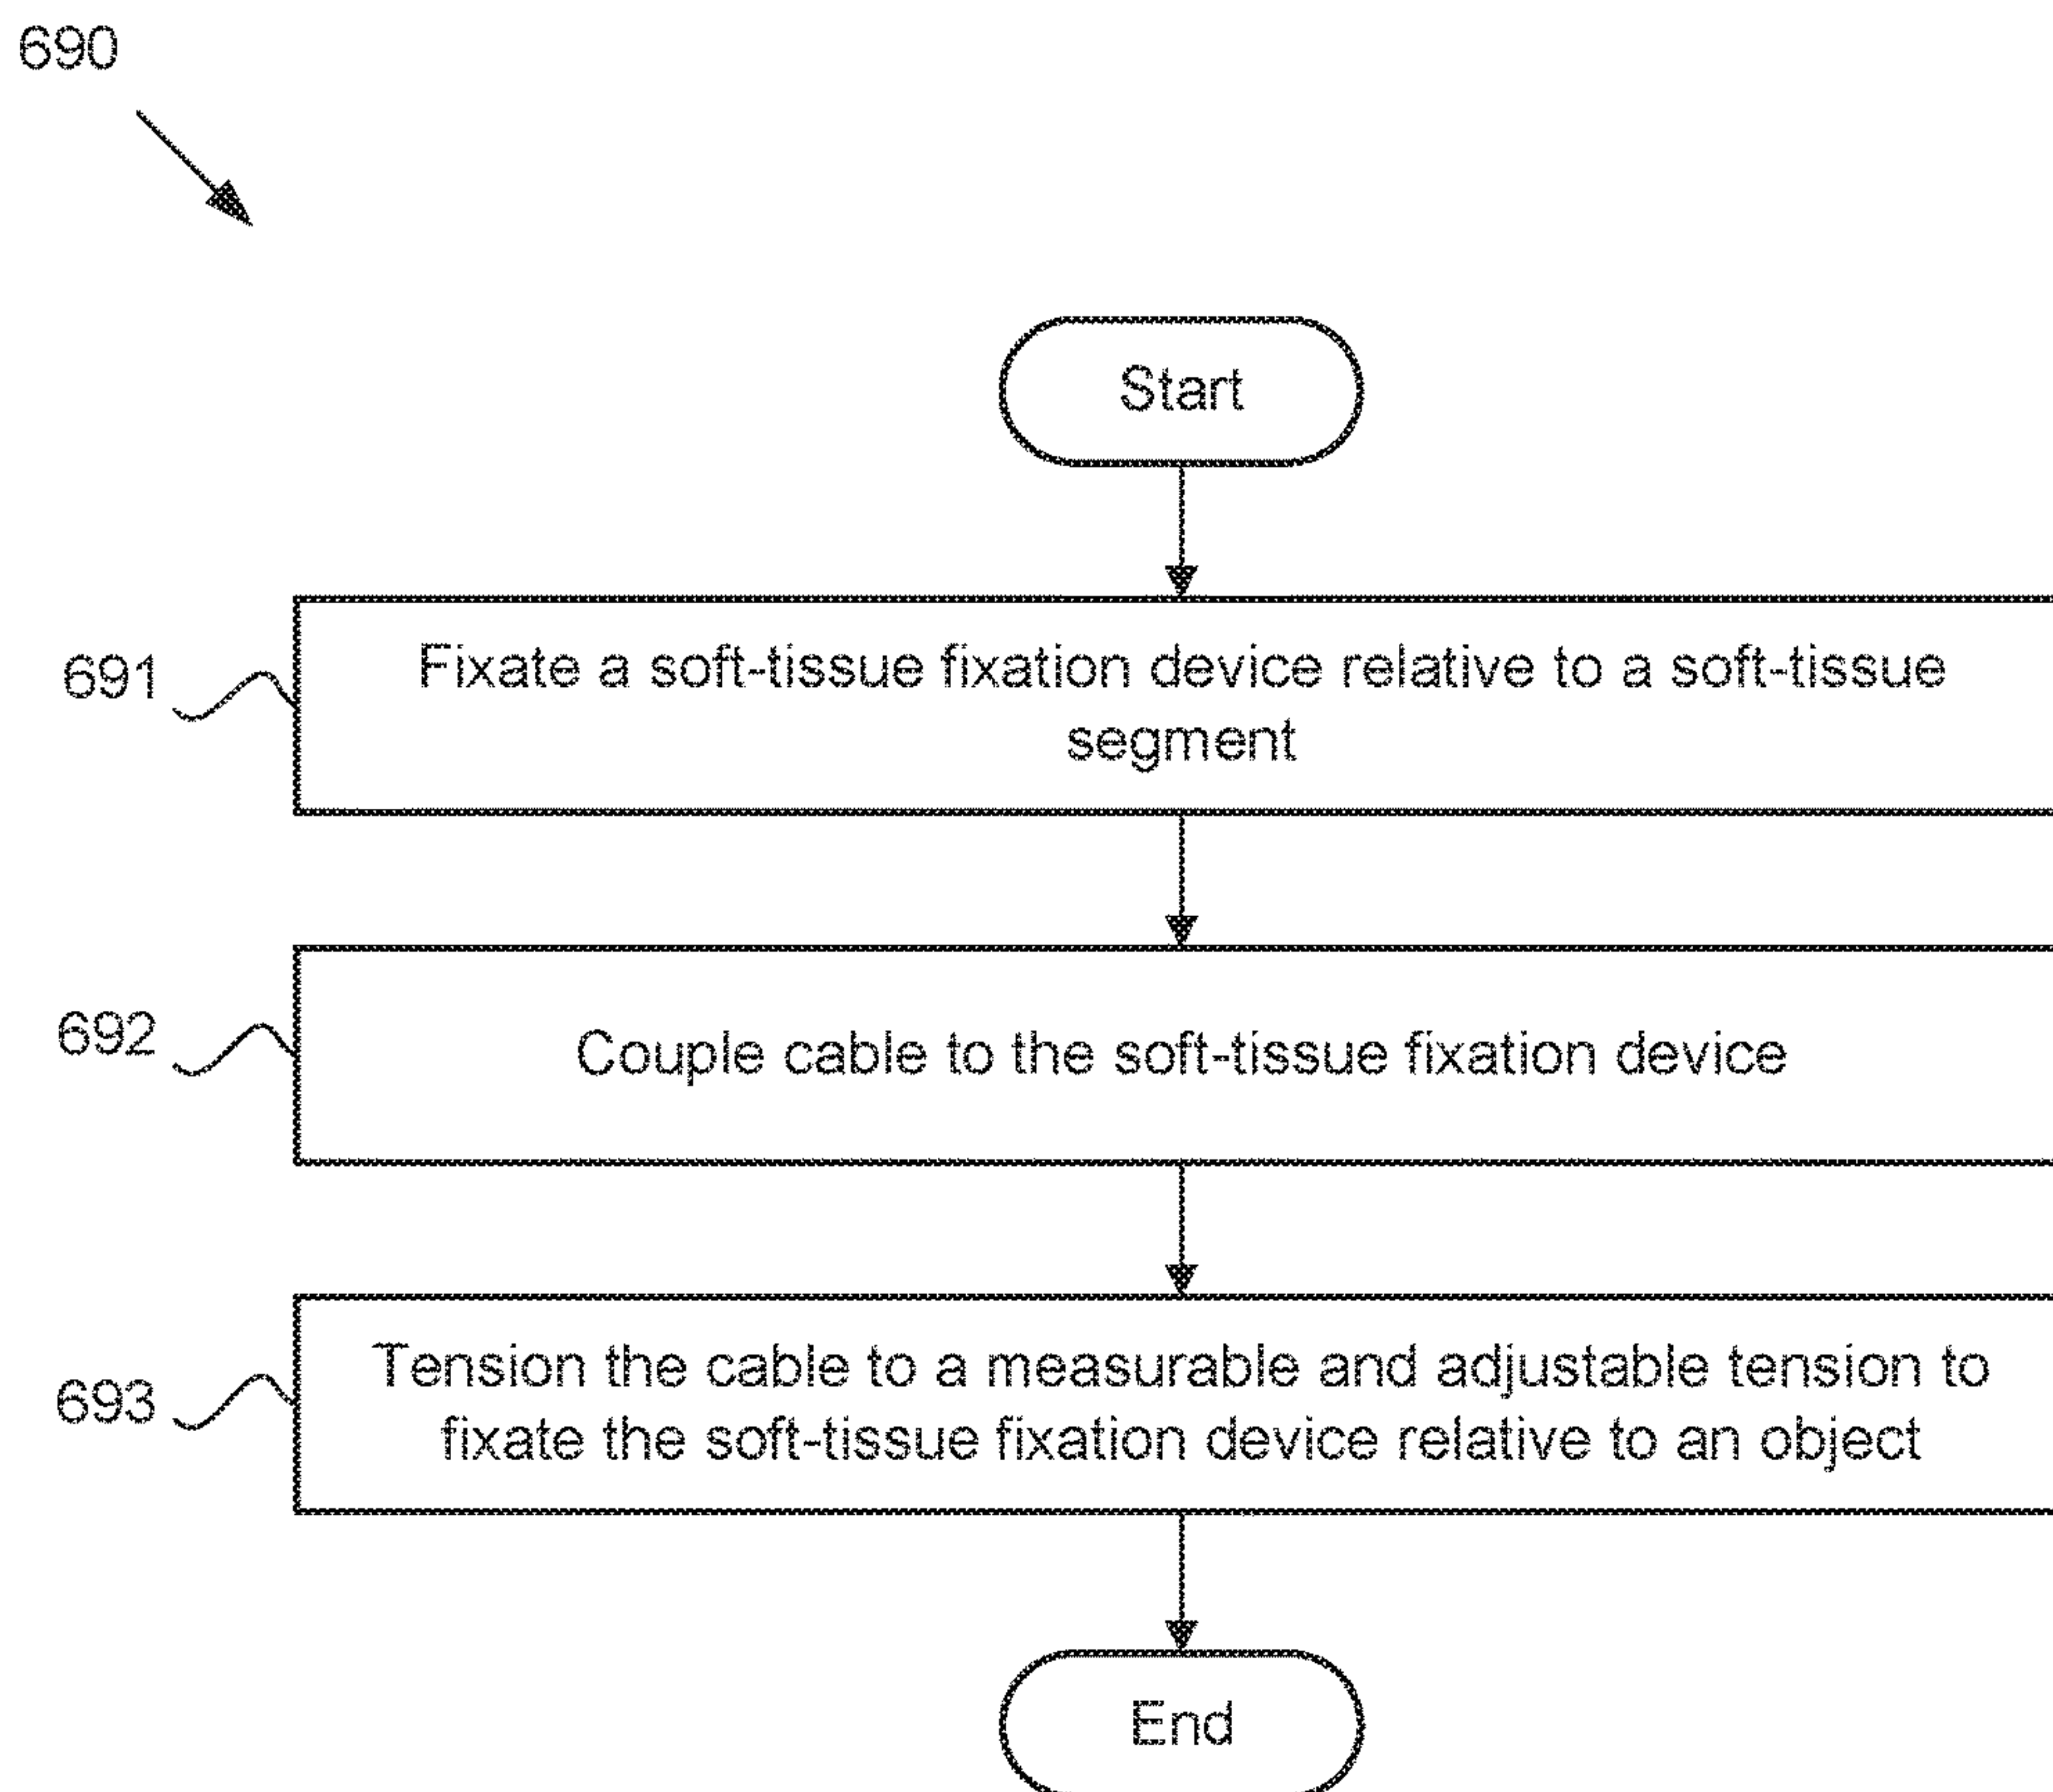 690
Start
691
Fixate a soft-tissue fixation device relative to a soft-tissue
segment
692
Couple cable to the soft-tissue fixation device
693
Tension the cable to a measurable and adjustable tension to
fixate the soft-tissue fixation device relative to an object
End